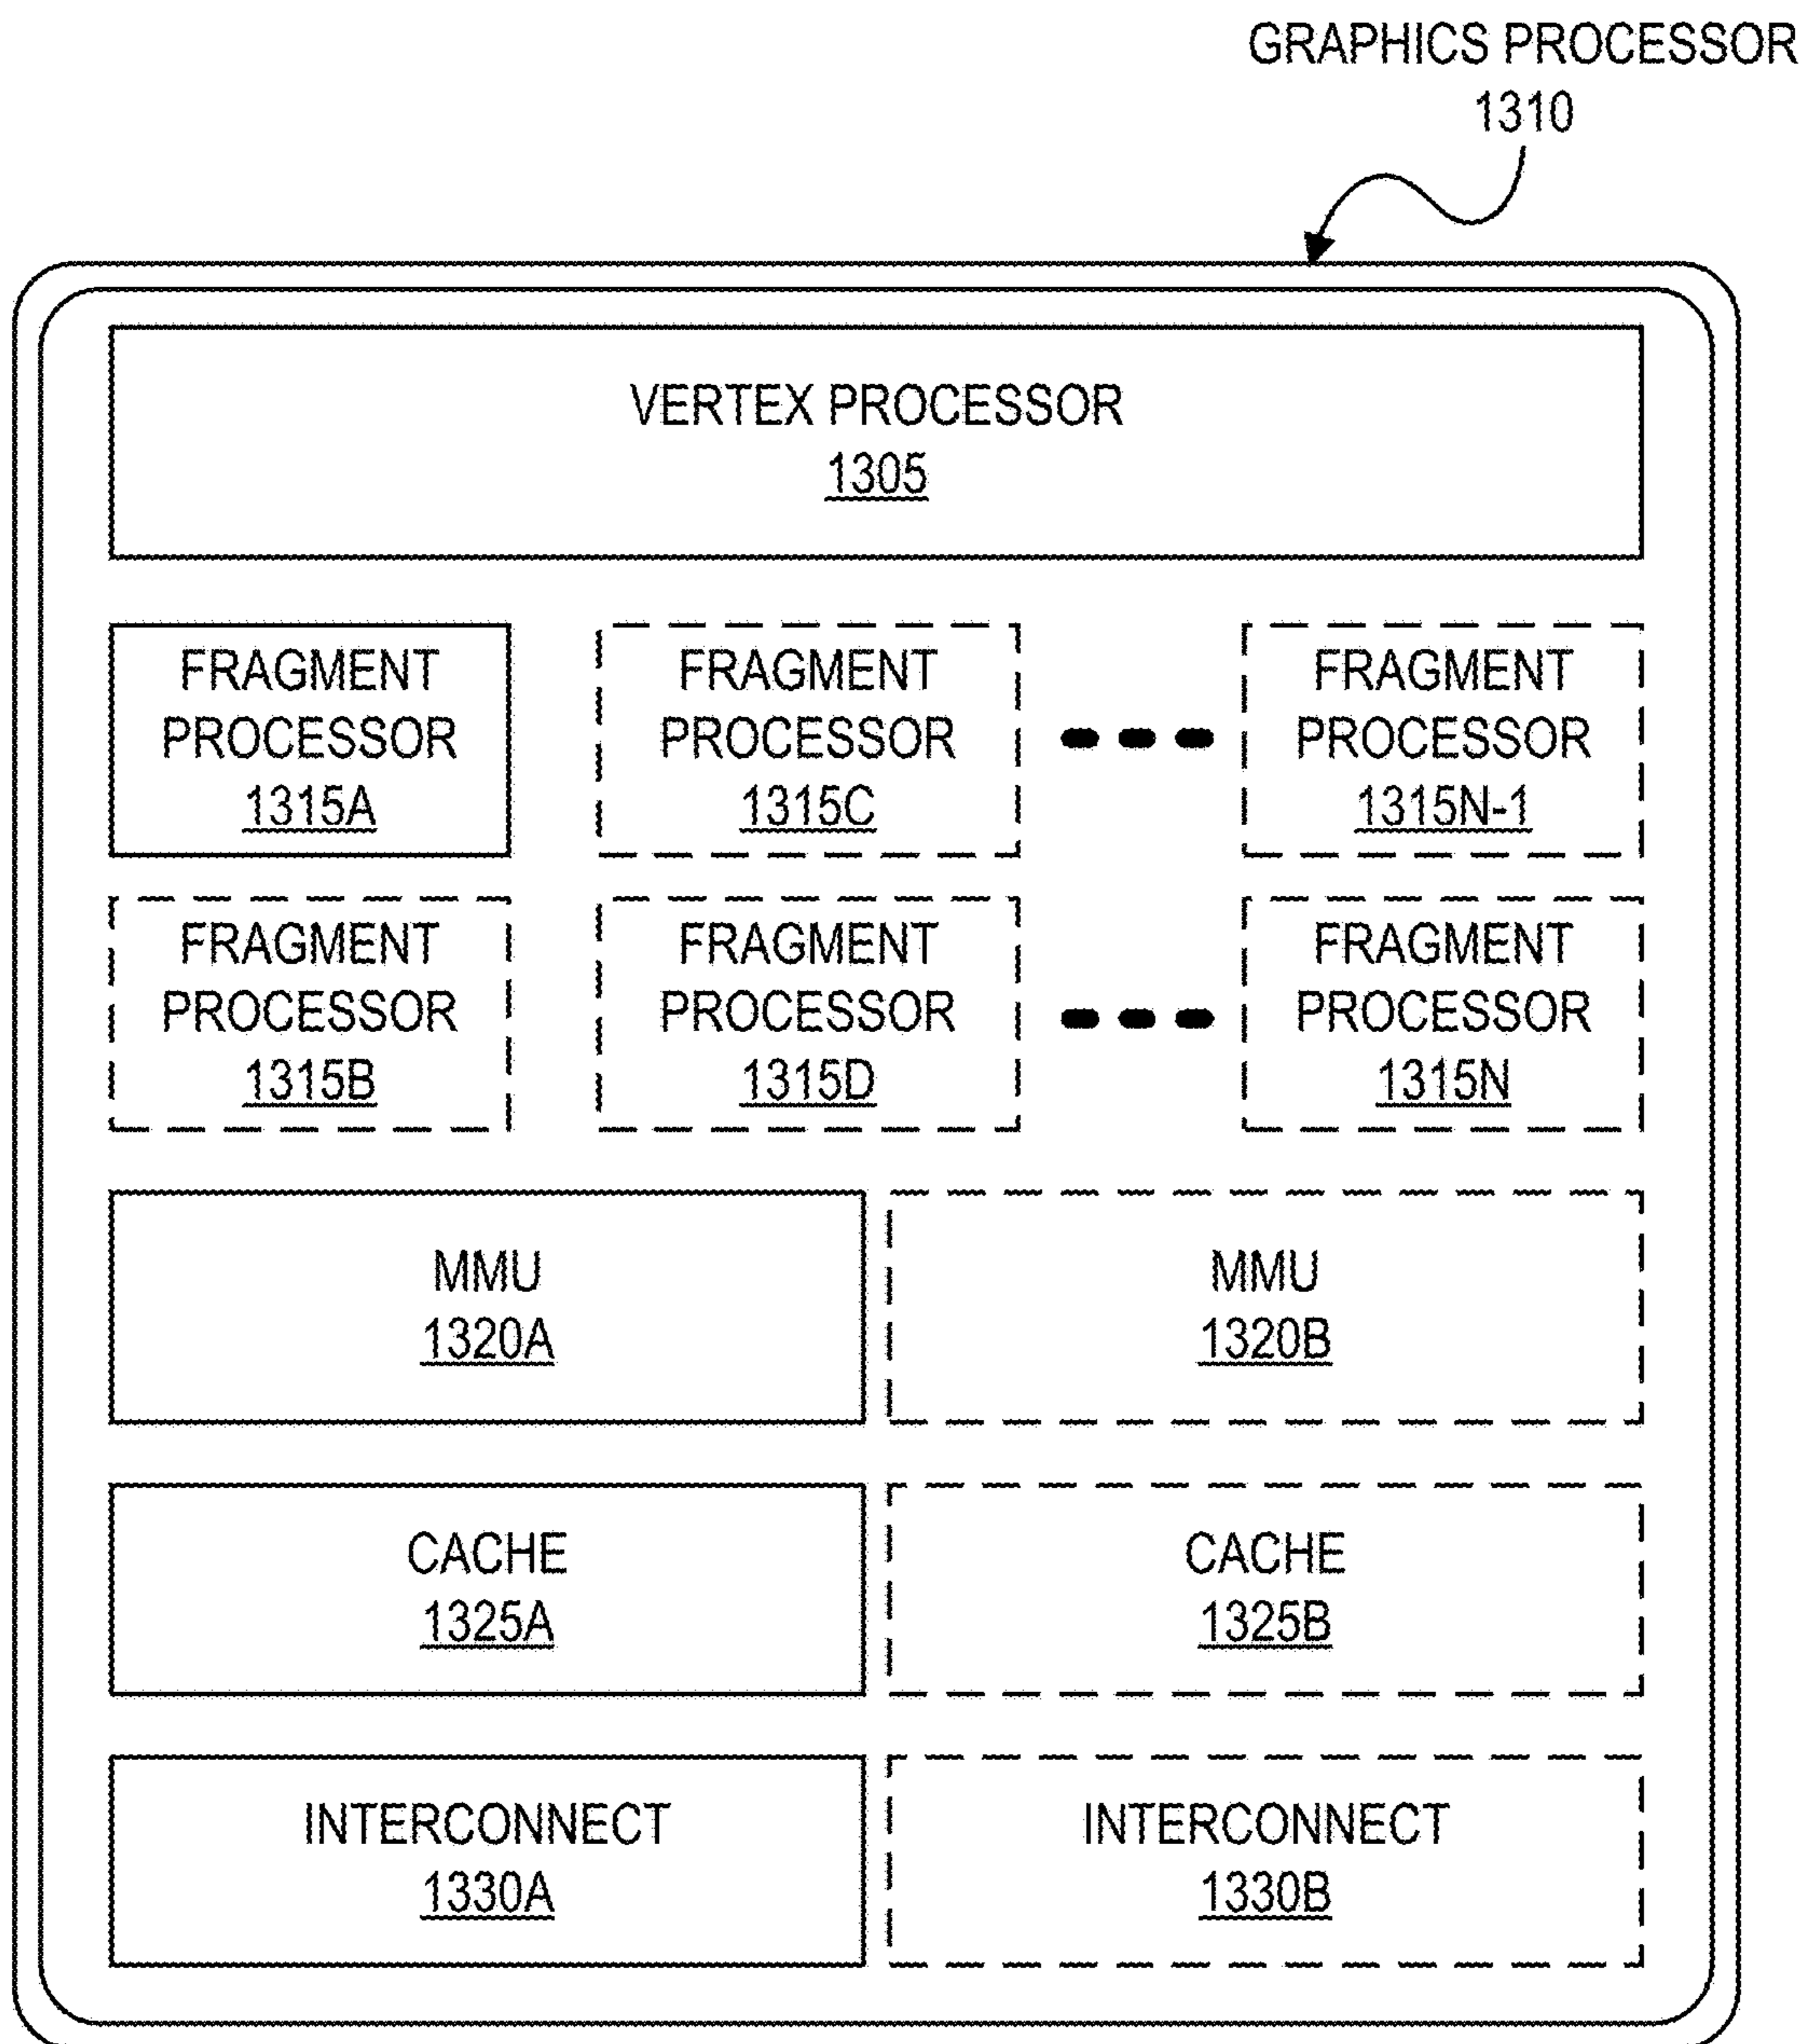 GRAPHICS PROCESSOR
1310
VERTEX PROCESSOR
1305
FRAGMENT
PROCESSOR
1315A
FRAGMENT
PROCESSOR
1315C
FRAGMENT
PROCESSOR
1315N-1
FRAGMENT
PROCESSOR
1315B
FRAGMENT
PROCESSOR
1315D
FRAGMENT
PROCESSOR
1315N
MMU
1320A
MMU
1320B
CACHE
1325A
CACHE
1325B
INTERCONNECT
1330A
INTERCONNECT
1330B